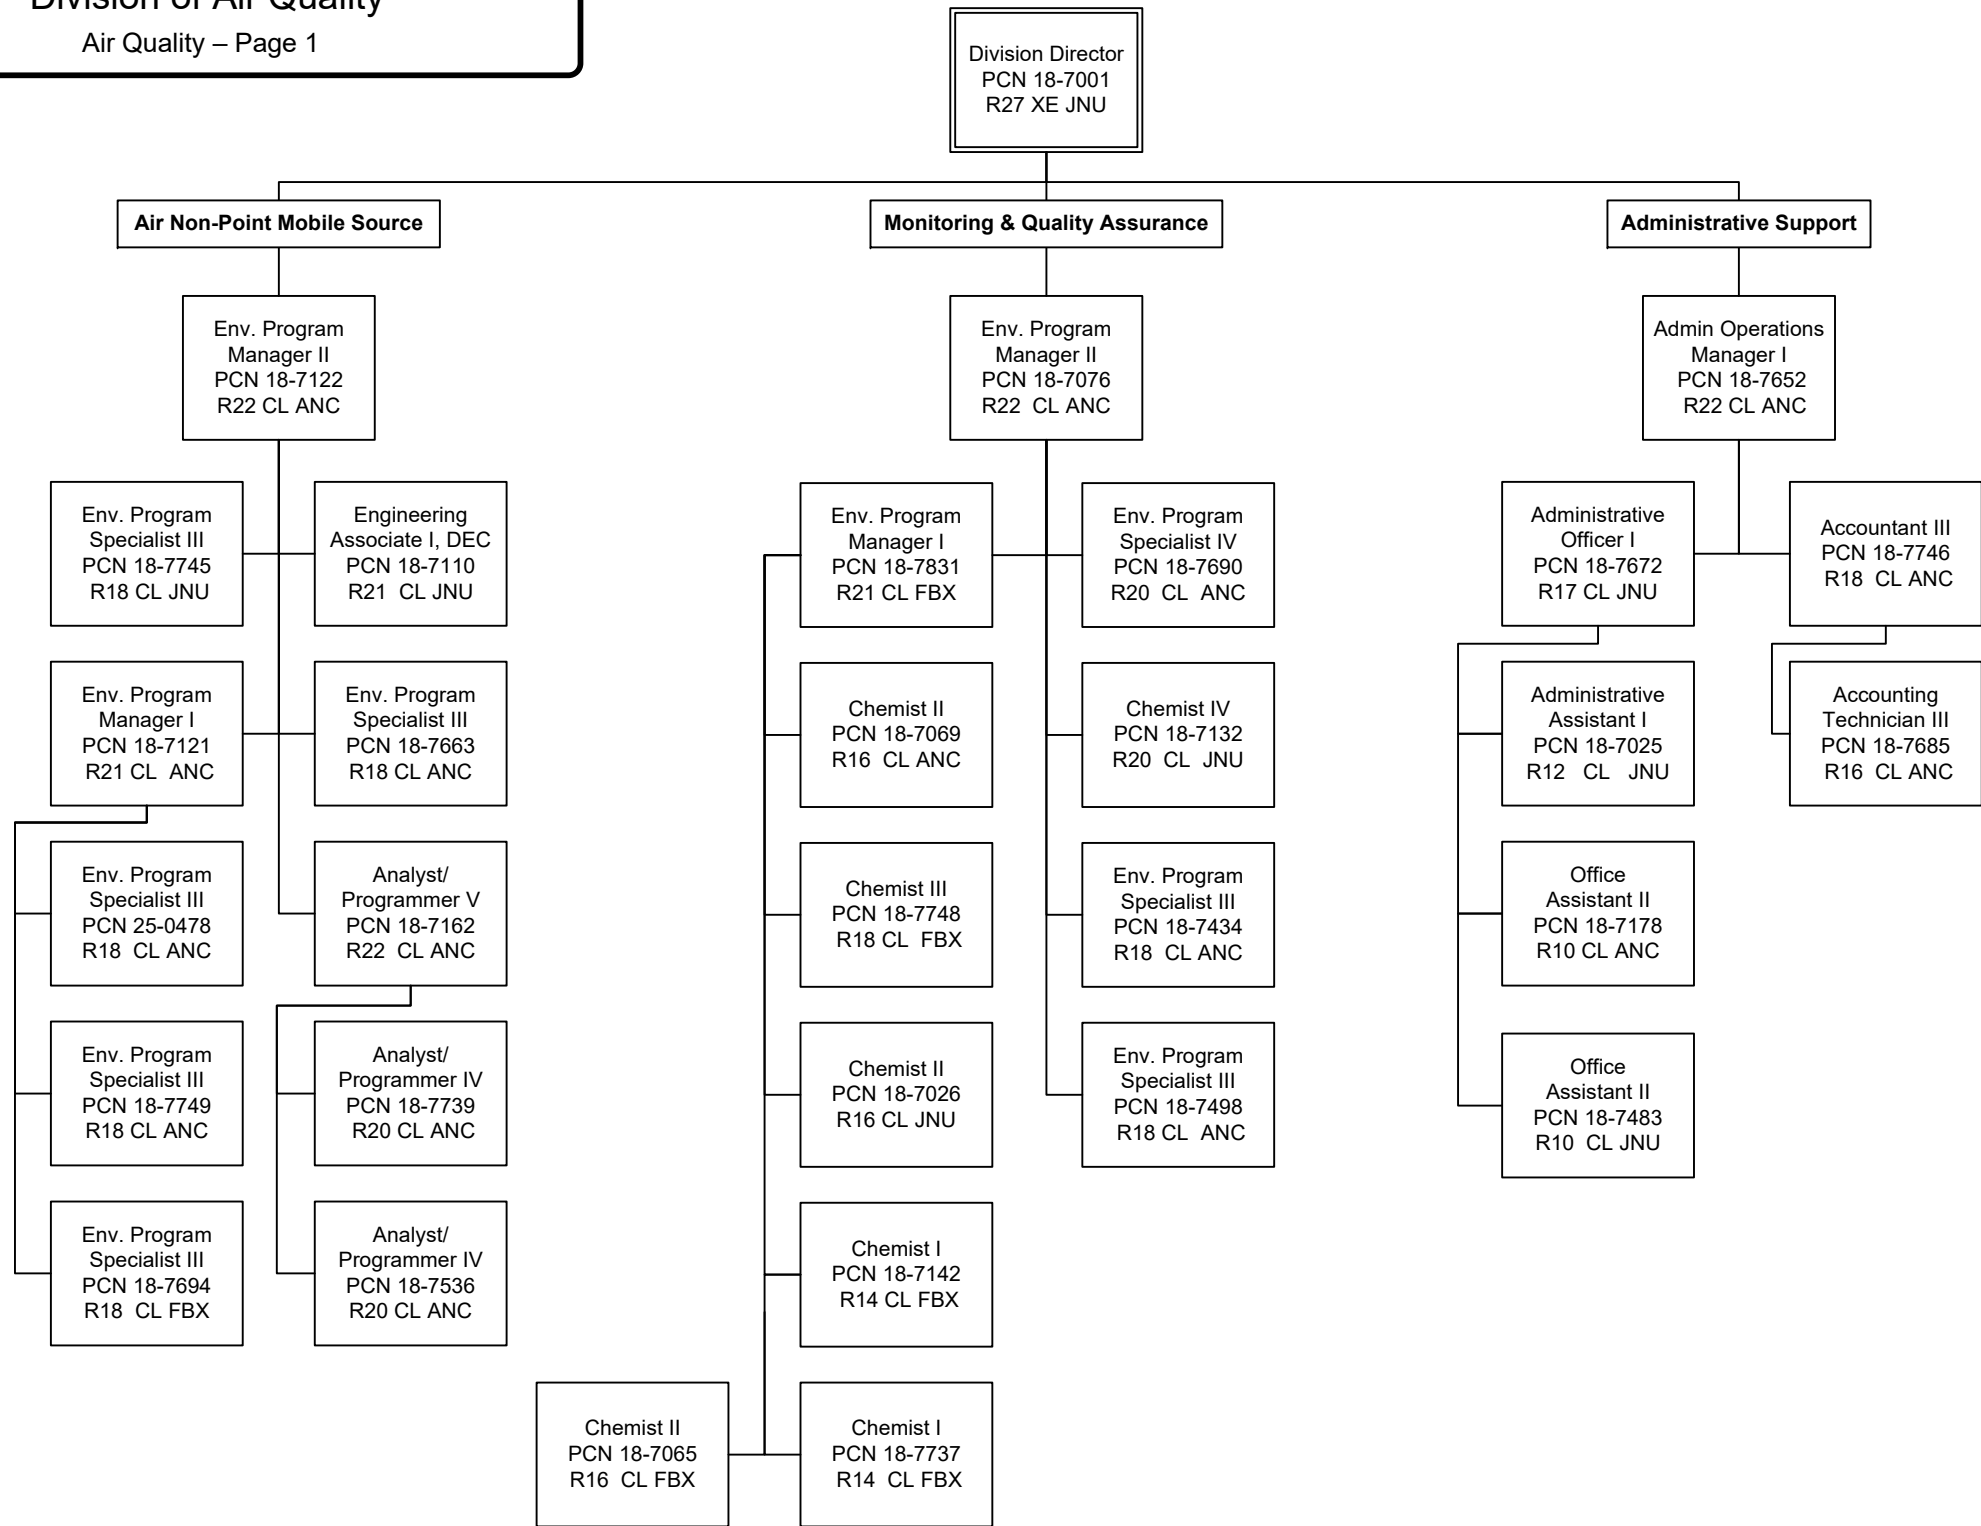 Division of Air Quality
Air Quality – Page 1
Division Director
PCN 18-7001
R27 XE JNU
Air Non-Point Mobile Source
Monitoring & Quality Assurance
Administrative Support
Env. Program
Manager II
PCN 18-7122
R22 CL ANC
Env. Program
Manager II
PCN 18-7076
R22 CL ANC
Admin Operations
Manager I
PCN 18-7652
R22 CL ANC
Env. Program
Specialist III
PCN 18-7745
R18 CL JNU
Engineering
Associate I, DEC
PCN 18-7110
R21 CL JNU
Env. Program
Manager I
PCN 18-7121
R21 CL ANC
Env. Program
Specialist III
PCN 18-7663
R18 CL ANC
Env. Program
Specialist III
PCN 25-0478
R18 CL ANC
Analyst/
Programmer V
PCN 18-7162
R22 CL ANC
Env. Program
Specialist III
PCN 18-7749
R18 CL ANC
Analyst/
Programmer IV
PCN 18-7739
R20 CL ANC
Env. Program
Specialist III
PCN 18-7694
R18 CL FBX
Analyst/
Programmer IV
PCN 18-7536
R20 CL ANC
Env. Program
Manager I
PCN 18-7831
R21 CL FBX
Env. Program
Specialist IV
PCN 18-7690
R20 CL ANC
Chemist II
PCN 18-7069
R16 CL ANC
Chemist IV
PCN 18-7132
R20 CL JNU
Chemist III
PCN 18-7748
R18 CL FBX
Env. Program
Specialist III
PCN 18-7434
R18 CL ANC
Chemist II
PCN 18-7026
R16 CL JNU
Env. Program
Specialist III
PCN 18-7498
R18 CL ANC
Chemist I
PCN 18-7142
R14 CL FBX
Chemist II
PCN 18-7065
R16 CL FBX
Chemist I
PCN 18-7737
R14 CL FBX
Administrative
Officer I
PCN 18-7672
R17 CL JNU
Accountant III
PCN 18-7746
R18 CL ANC
Administrative
Assistant I
PCN 18-7025
R12 CL JNU
Accounting
Technician III
PCN 18-7685
R16 CL ANC
Office
Assistant II
PCN 18-7178
R10 CL ANC
Office
Assistant II
PCN 18-7483
R10 CL JNU